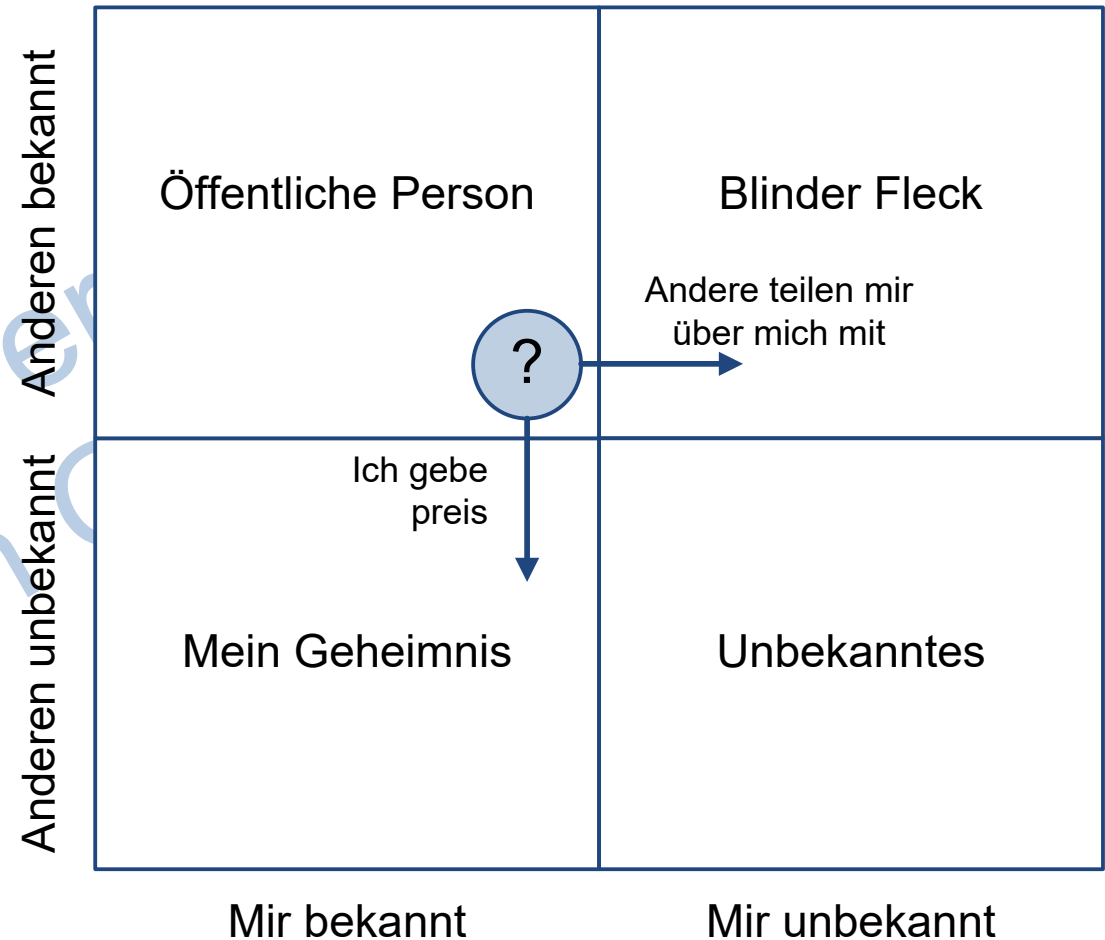 Anderen bekannt
Öffentliche Person
Blinder Fleck
Andere teilen mir
über mich mit
?
Anderen unbekannt
Ich gebe
preis
Mein Geheimnis
Unbekanntes
Mir bekannt
Mir unbekannt